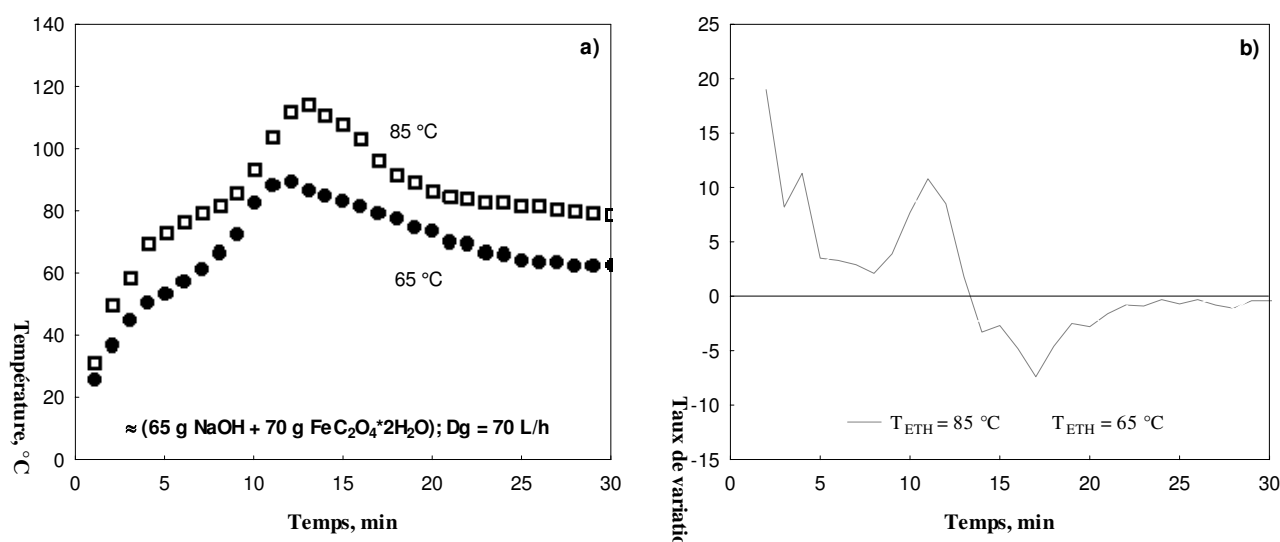 140
120
100
80
60
40
20
0
a)
85 °C
65 °C
≈ (65 g NaOH + 70 g FeC₂O₄*2H₂O); Dg = 70 L/h
0 5 10 15 20 25 30
Temps, min
Température, °C
25
20
15
10
5
0
-5
-10
-15
b)
T_ETH = 85 °C T_ETH = 65 °C
0 5 10 15 20 25 30
Temps, min
Taux de variatio